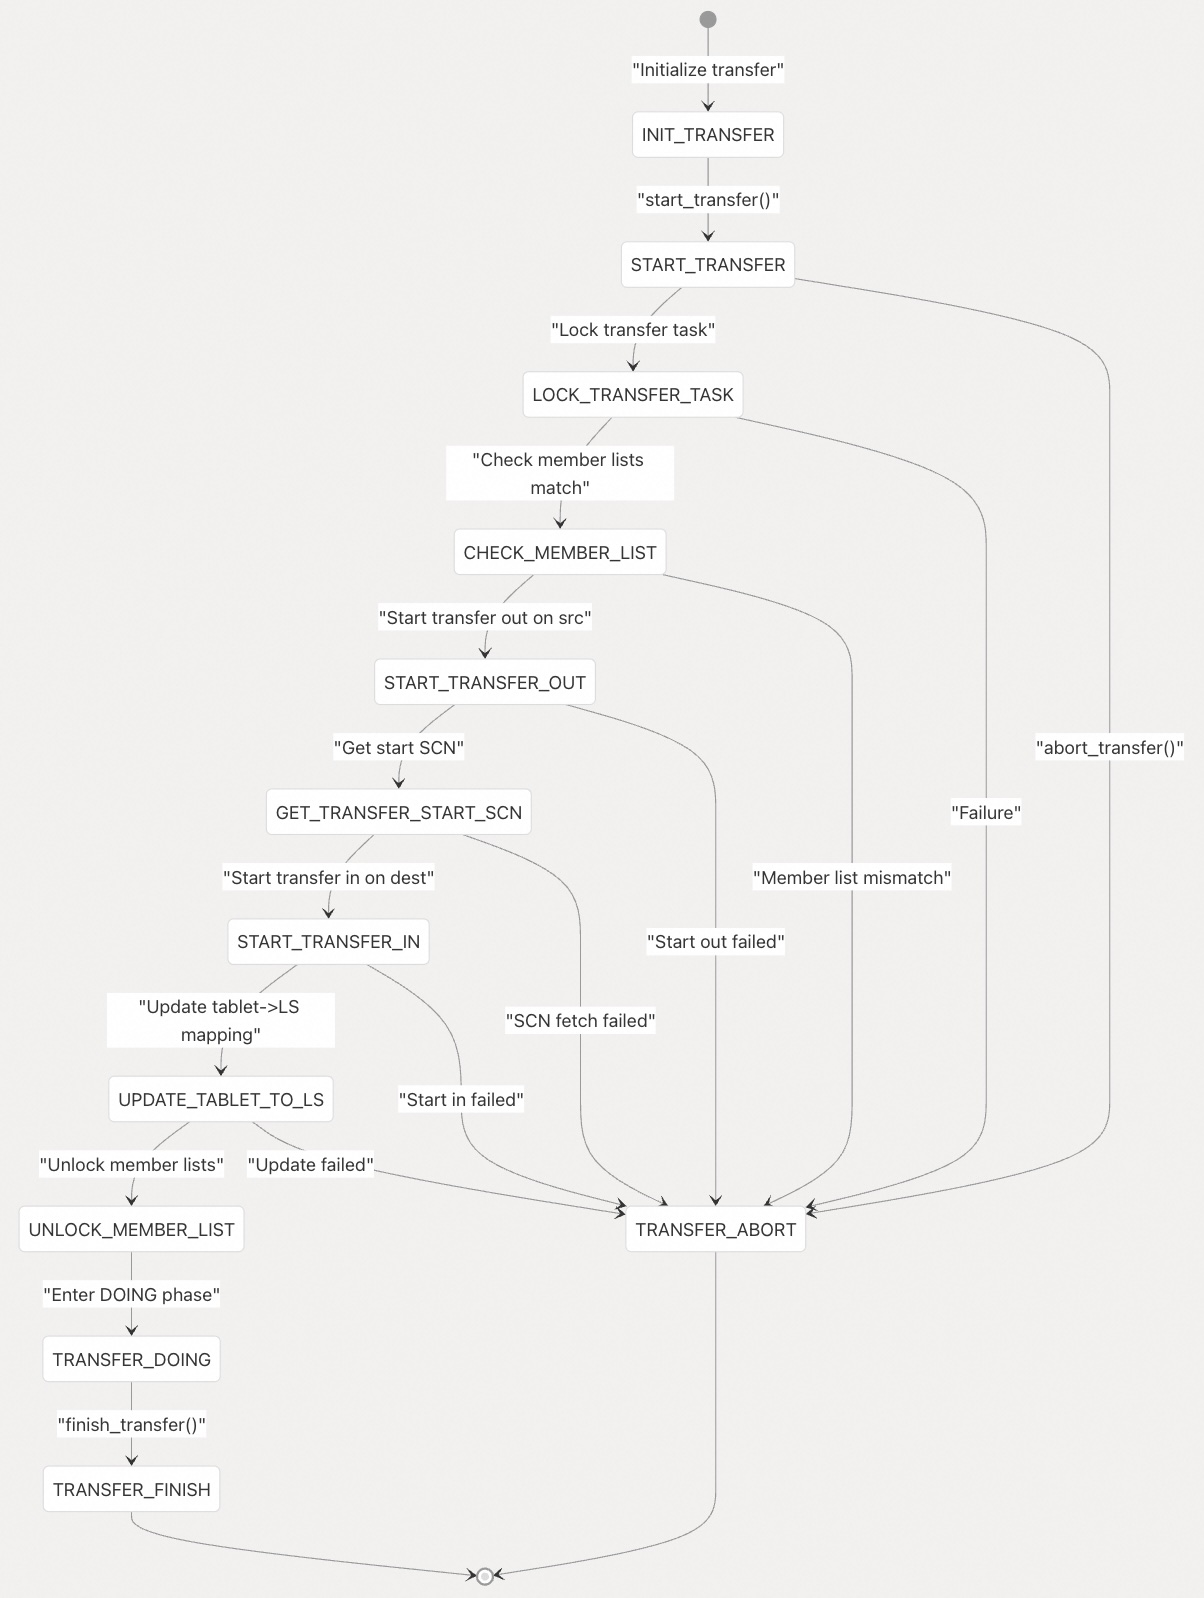 "Initialize transfer"
INIT_TRANSFER
"start_transfer()"
START_TRANSFER
"Lock transfer task"
LOCK_TRANSFER_TASK
"Check member lists
match"
CHECK_MEMBER_LIST
"Start transfer out on src"
START_TRANSFER_OUT
"Get start SCN"
"abort_transfer()"
GET_TRANSFER_START_SCN
"Failure"
"Start transfer in on dest"
"Member list mismatch"
START_TRANSFER_IN
"Start out failed"
"Update tablet->LS
mapping"
"SCN fetch failed"
UPDATE_TABLET_TO_LS
"Start in failed"
"Unlock member lists"
"Update failed"
UNLOCK_MEMBER_LIST
TRANSFER_ABORT
"Enter DOING phase"
TRANSFER_DOING
"finish_transfer()"
TRANSFER_FINISH